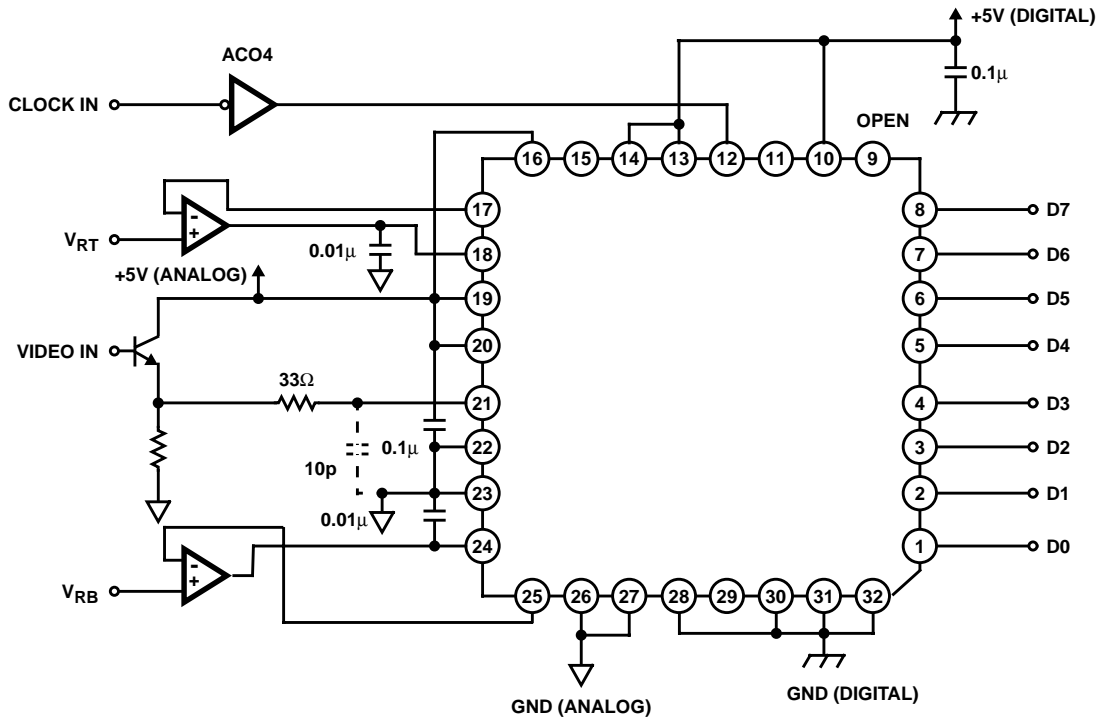 +5V (DIGITAL)
ACO4
0.1μ
CLOCK IN
OPEN
16 15 14 13 12 11 10 9
17
18
19
20
21
22
23
24
8
7
6
5
4
3
2
1
D7
D6
D5
D4
D3
D2
D1
D0
VRT
0.01μ
+5V (ANALOG)
VIDEO IN
33Ω
0.1μ
10p
0.01μ
VRB
25 26 27 28 29 30 31 32
GND (ANALOG)
GND (DIGITAL)
-
+
-
+